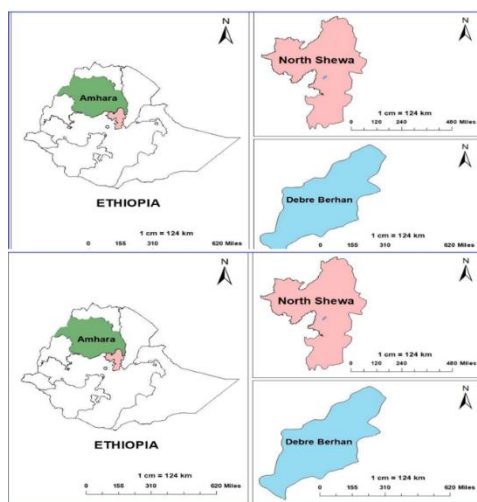 N
Amhara
ETHIOPIA
1 cm = 124 km
0 155 310 620 Miles
N
North Shewa
1 cm = 124 km
0 120 240 480 Miles
N
Debre Berhan
1 cm = 124 km
0 155 310 620 Miles
N
Amhara
ETHIOPIA
1 cm = 124 km
0 155 310 620 Miles
N
North Shewa
1 cm = 124 km
0 120 240 480 Miles
N
Debre Berhan
1 cm = 124 km
0 155 310 620 Miles